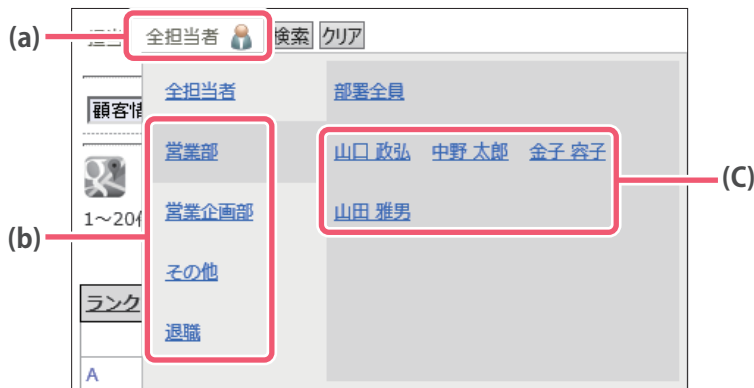 (a) 担当 全担当者 検索 クリア
全担当者 部署全員
顧客情
営業部 山口 政弘 中野 太郎 金子 容子 (C)
1～20件
(b) 営業企画部 山田 雅男
その他
ランク 退職
A